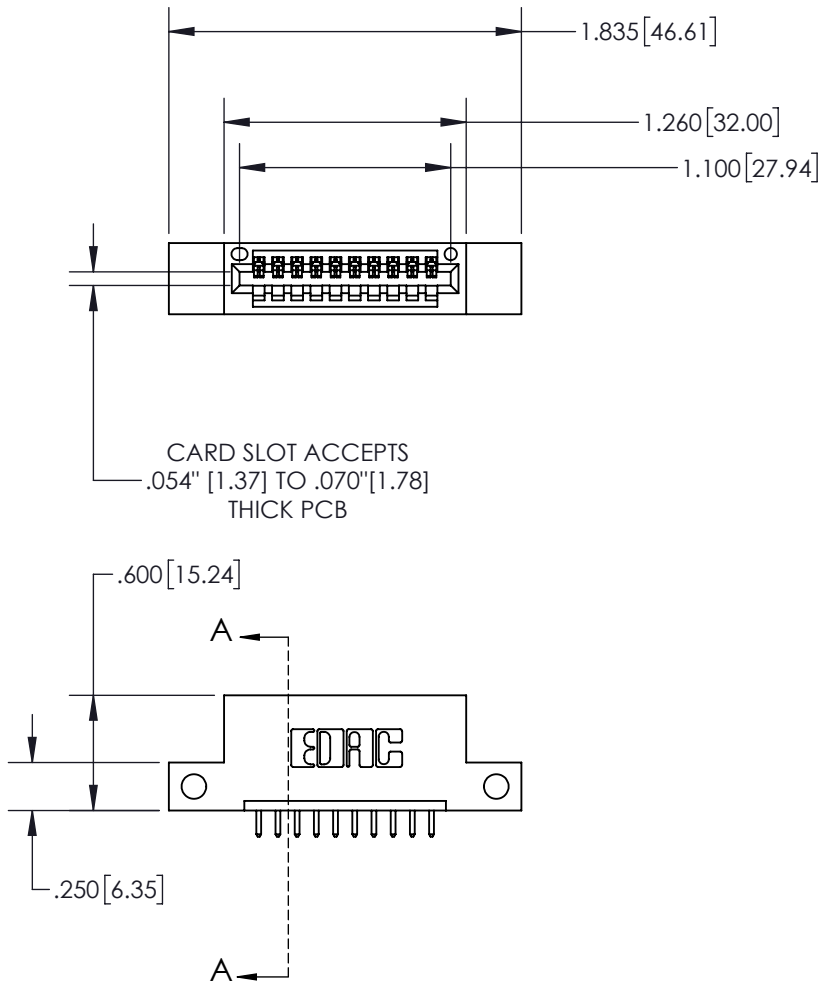 1.835[46.61]
1.260[32.00]
1.100[27.94]
CARD SLOT ACCEPTS
.054" [1.37] TO .070"[1.78]
THICK PCB
.600[15.24]
A
EDAC
.250[6.35]
A